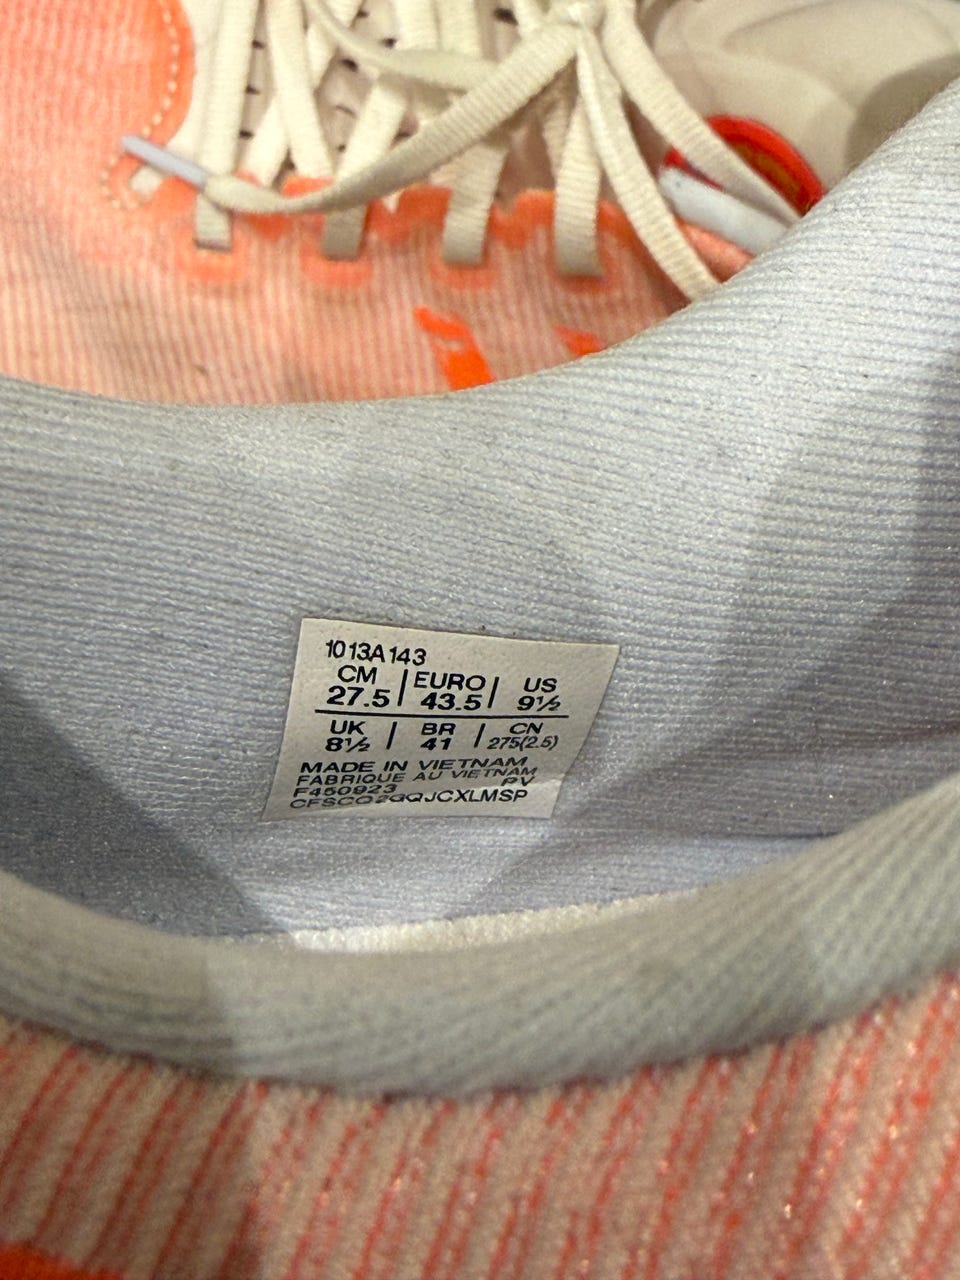 1013A143
CM | EURO | US
27.5 | 43.5 | 9½
UK | BR | CN
8½ | 41 | 275(2.5)
MADE IN VIETNAM
FABRIQUE AU VIETNAM
F450923 PV